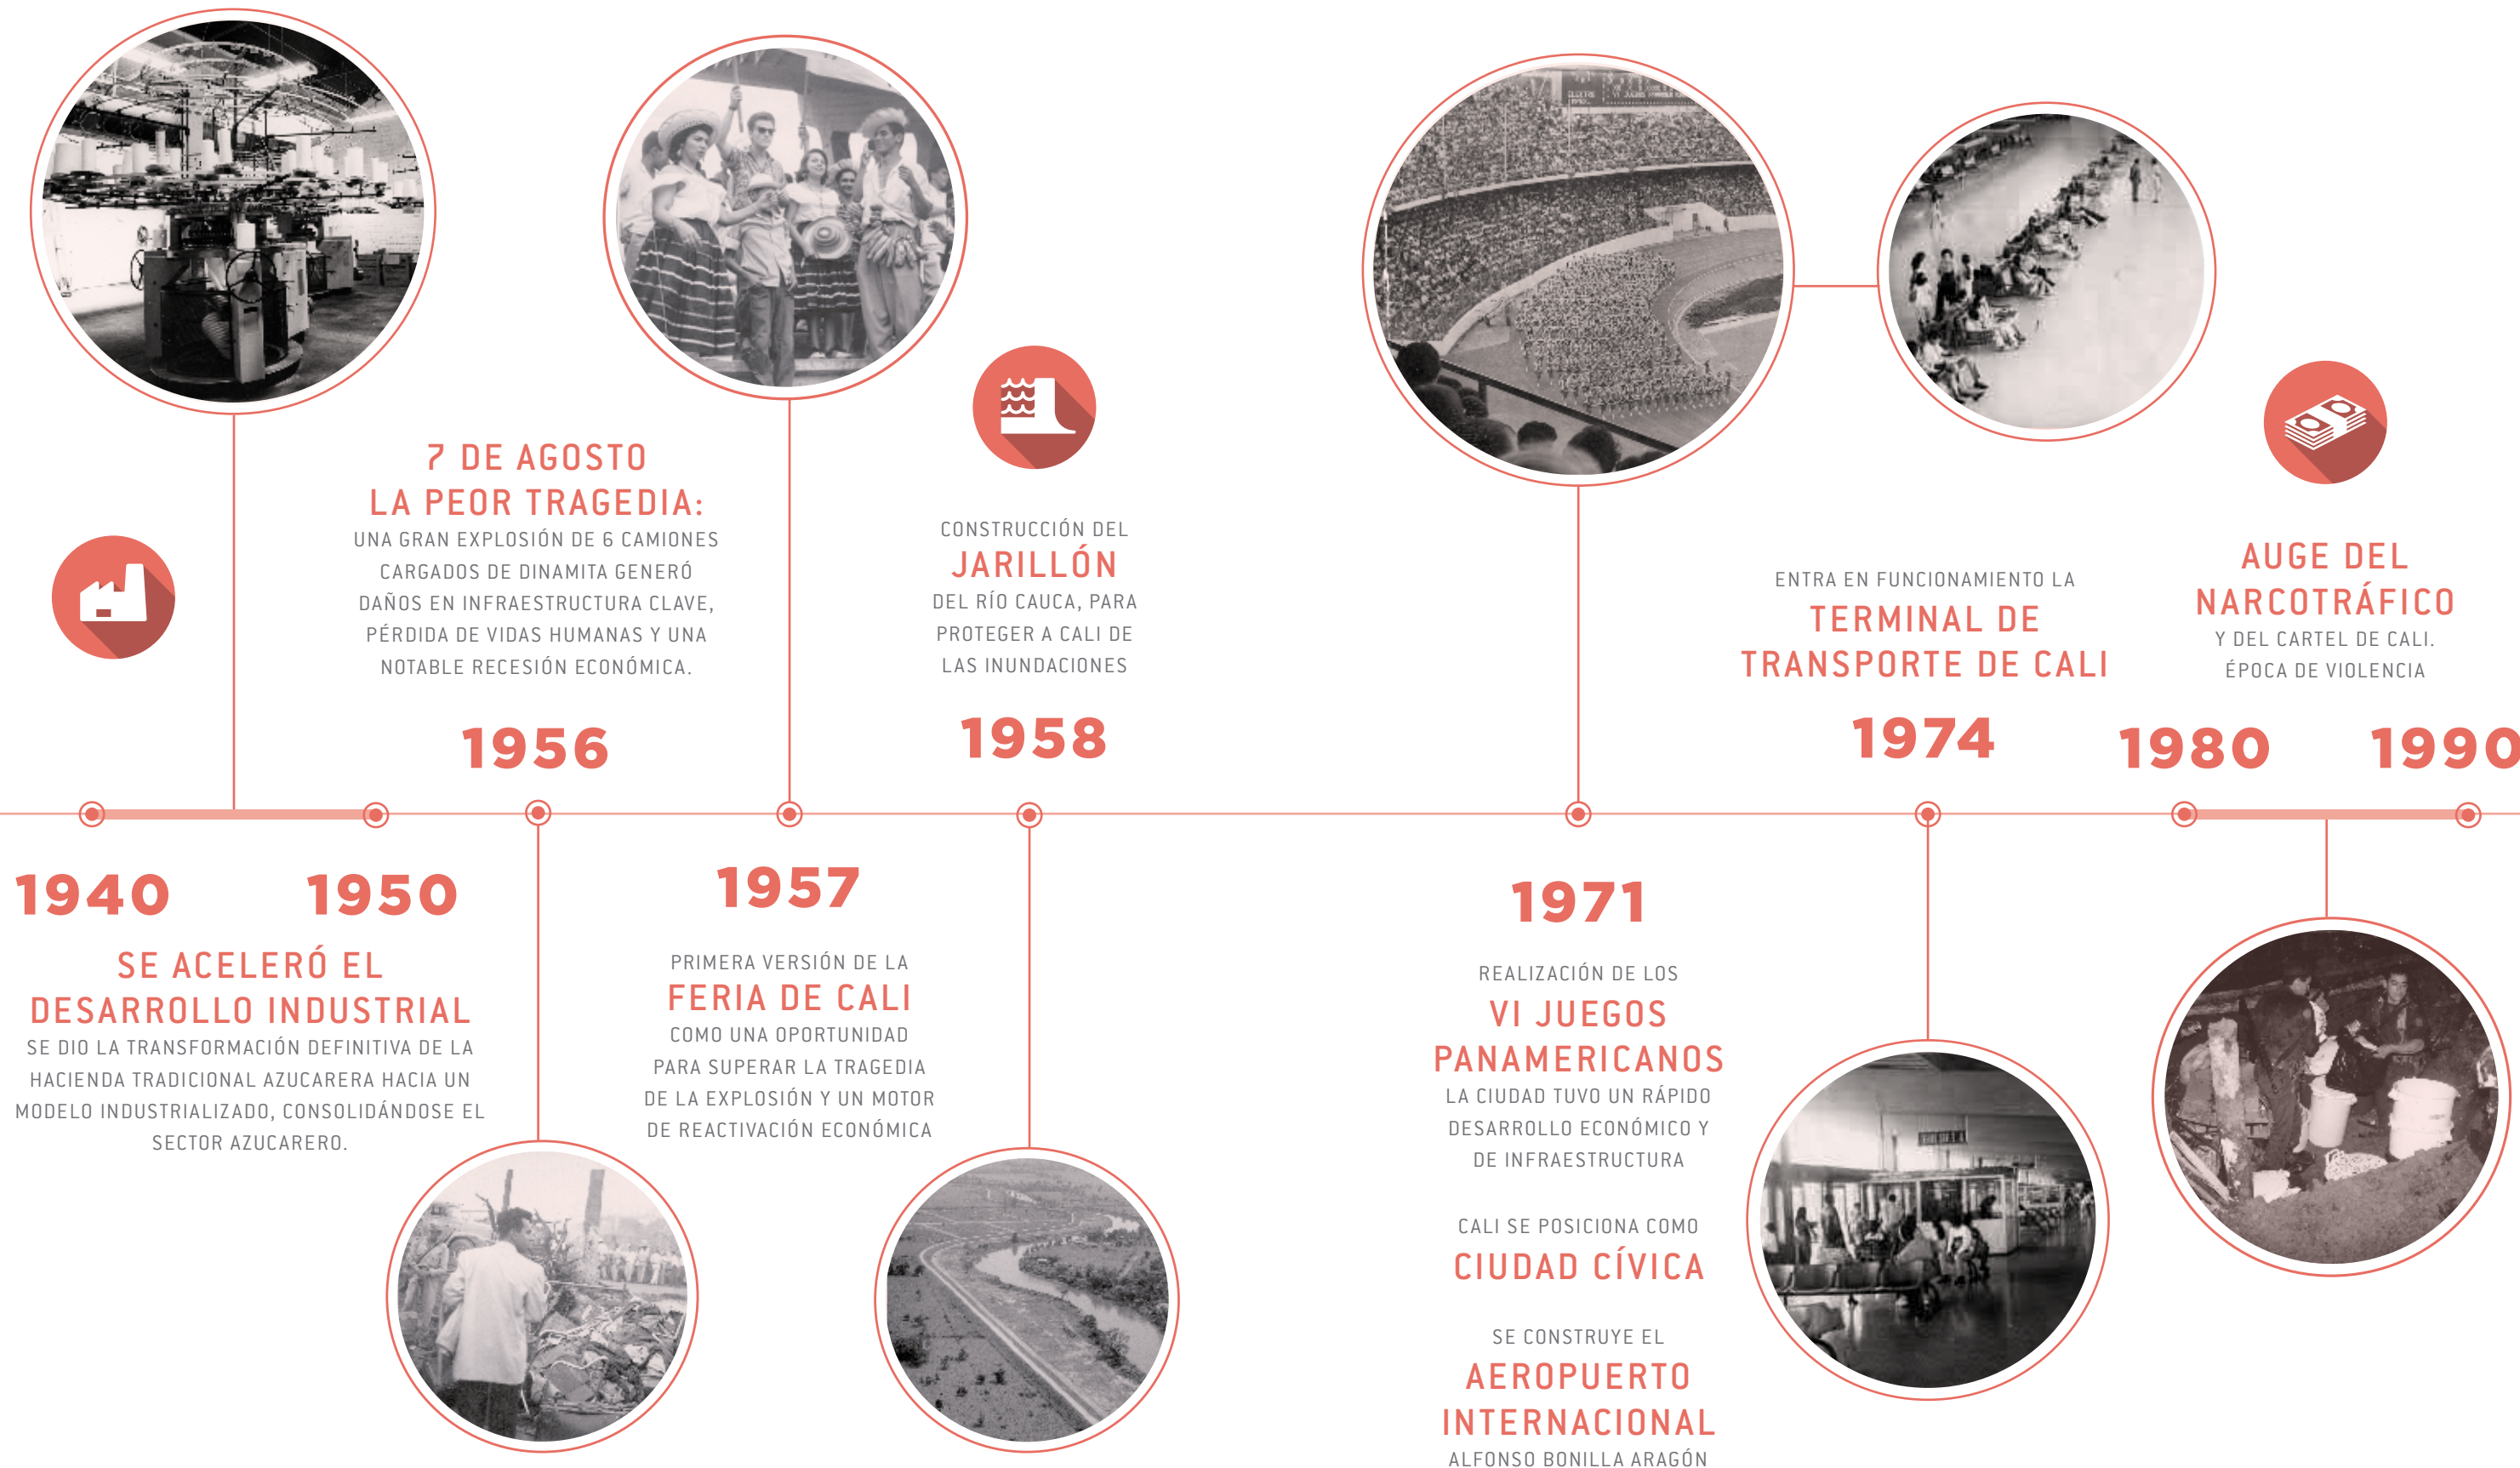 1940
1950
SE ACELERÓ EL
DESARROLLO INDUSTRIAL
SE DIO LA TRANSFORMACIÓN DEFINITIVA DE LA
HACIENDA TRADICIONAL AZUCARERA HACIA UN
MODELO INDUSTRIALIZADO, CONSOLIDÁNDOSE EL
SECTOR AZUCARERO.
7 DE AGOSTO
LA PEOR TRAGEDIA:
UNA GRAN EXPLOSIÓN DE 6 CAMIONES
CARGADOS DE DINAMITA GENERÓ
DAÑOS EN INFRAESTRUCTURA CLAVE,
PÉRDIDA DE VIDAS HUMANAS Y UNA
NOTABLE RECESIÓN ECONÓMICA.
1956
1957
PRIMERA VERSIÓN DE LA
FERIA DE CALI
COMO UNA OPORTUNIDAD
PARA SUPERAR LA TRAGEDIA
DE LA EXPLOSIÓN Y UN MOTOR
DE REACTIVACIÓN ECONÓMICA
CONSTRUCCIÓN DEL
JARILLÓN
DEL RÍO CAUCA, PARA
PROTEGER A CALI DE
LAS INUNDACIONES
1958
1971
REALIZACIÓN DE LOS
VI JUEGOS
PANAMERICANOS
LA CIUDAD TUVO UN RÁPIDO
DESARROLLO ECONÓMICO Y
DE INFRAESTRUCTURA
CALI SE POSICIONA COMO
CIUDAD CÍVICA
SE CONSTRUYE EL
AEROPUERTO
INTERNACIONAL
ALFONSO BONILLA ARAGÓN
ENTRA EN FUNCIONAMIENTO LA
TERMINAL DE
TRANSPORTE DE CALI
1974
AUGE DEL
NARCOTRÁFICO
Y DEL CARTEL DE CALI.
ÉPOCA DE VIOLENCIA
1980
1990